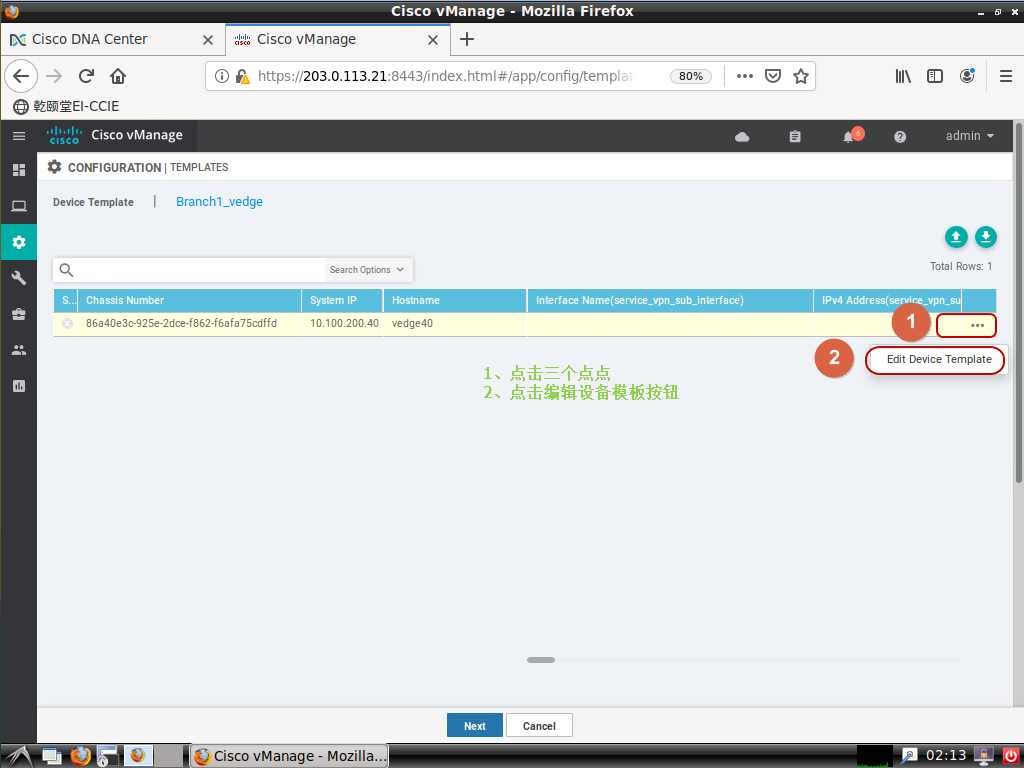 Cisco vManage - Mozilla Firefox
Cisco DNA Center
Cisco vManage
https://203.0.113.21:8443/index.html#/app/config/templat
80%
乾颐堂EI-CCIE
cisco Cisco vManage
6
admin
CONFIGURATION | TEMPLATES
Device Template | Branch1_vedge
Search Options
Total Rows: 1
S... Chassis Number System IP Hostname Interface Name(service_vpn_sub_interface) IPv4 Address(service_vpn_su
86a40e3c-925e-2dce-f862-f6afa75cdffd 10.100.200.40 vedge40
1
2
Edit Device Template
1、点击三个点点
2、点击编辑设备模板按钮
Next Cancel
Cisco vManage - Mozilla...
02:13